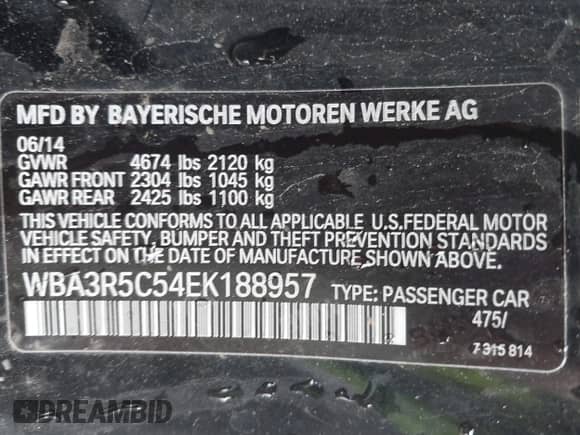 MFD BY BAYERISCHE MOTOREN WERKE AG
06/14
GVWR 4674 lbs 2120 kg
GAWR FRONT 2304 lbs 1045 kg
GAWR REAR 2425 lbs 1100 kg
THIS VEHICLE CONFORMS TO ALL APPLICABLE U.S.FEDERAL MOTOR
VEHICLE SAFETY, BUMPER AND THEFT PREVENTION STANDARDS
IN EFFECT ON THE DATE OF MANUFACTURE SHOWN ABOVE.
WBA3R5C54EK188957 TYPE: PASSENGER CAR
475/
7 315 814
DREAMBID